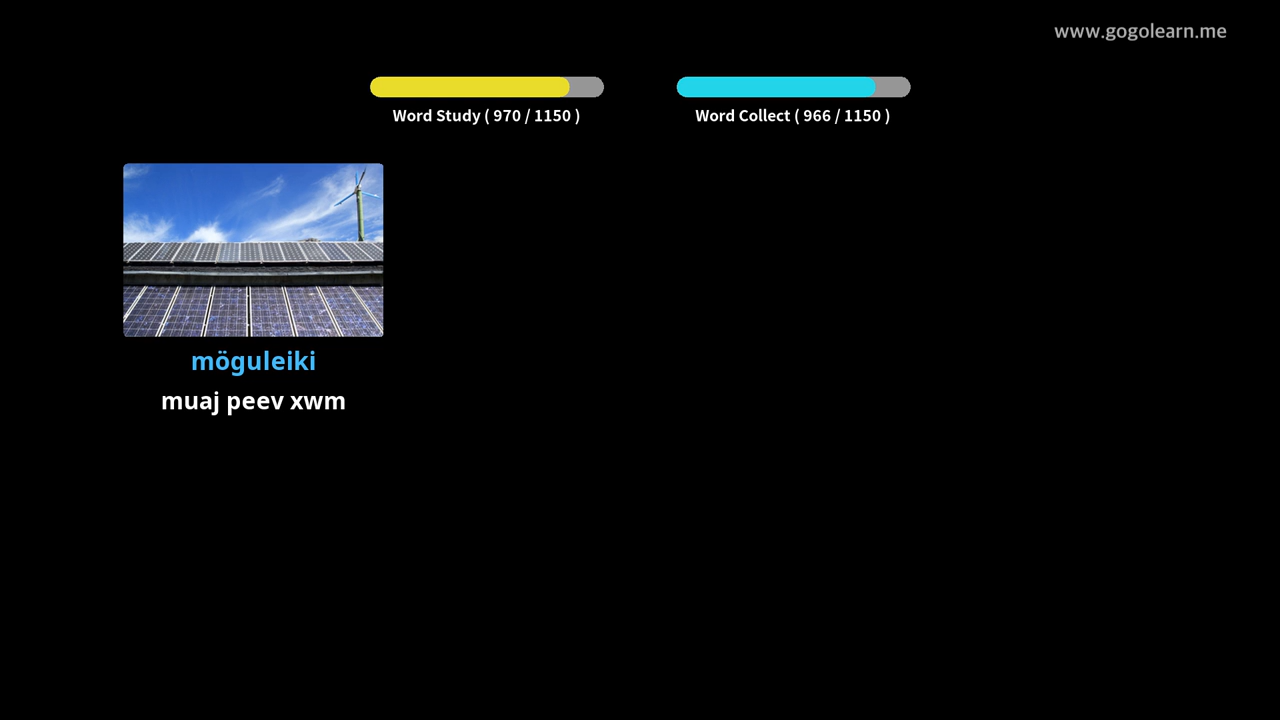 www.gogolearn.me
Word Study ( 970 / 1150 )
Word Collect ( 966 / 1150 )
möguleiki
muaj peev xwm